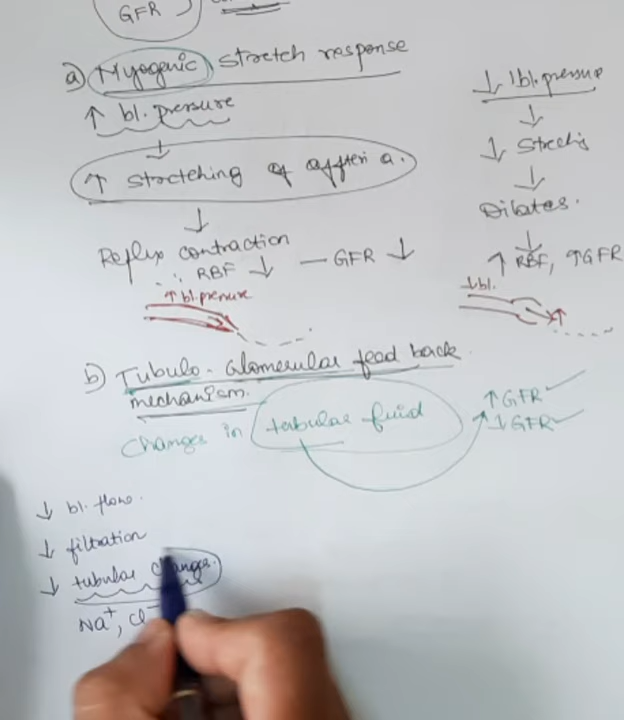 GFR
a) Myogenic stretch response
↑ bl. pressure
↓
↑ stretching of afferi a.
↓
Reflex contraction
∴ RBF ↓ — GFR ↓
↑ bl. pressure
↓ bl. pressure
↓
↓ Stretch
↓
Dilates.
↓
↑ RBF, ↑GFR
↓bl.
↑
b) Tubulo-Glomerular feed back
mechanism.
Changes in tubular fluid
↑GFR ✓
↑↓GFR ✓
↓ bl. flow.
↓ filtration
↓ tubular changes.
Na⁺, Cl⁻